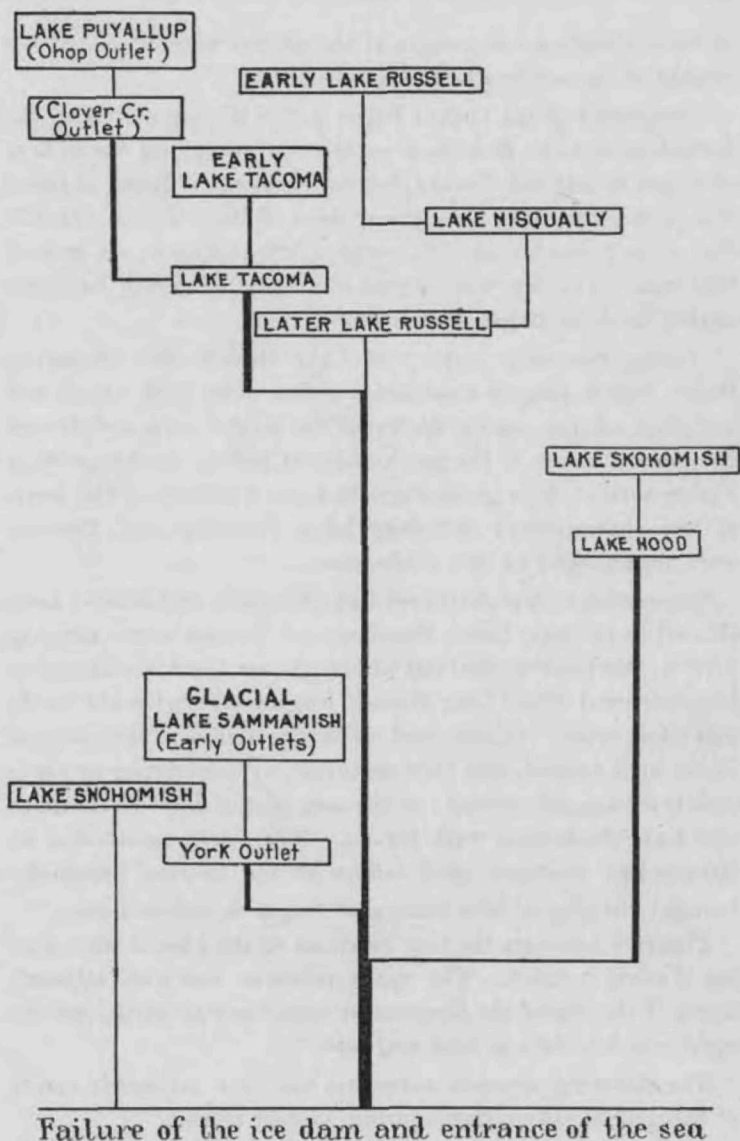 LAKE PUYALLUP
(Ohop Outlet)
EARLY LAKE RUSSELL
(Clover Cr.
Outlet)
EARLY
LAKE TACOMA
LAKE NISQUALLY
LAKE TACOMA
LATER LAKE RUSSELL
LAKE SKOKOMISH
LAKE HOOD
GLACIAL
LAKE SAMMAMISH
(Early Outlets)
LAKE SNOHOMISH
York Outlet
Failure of the ice dam and entrance of the sea